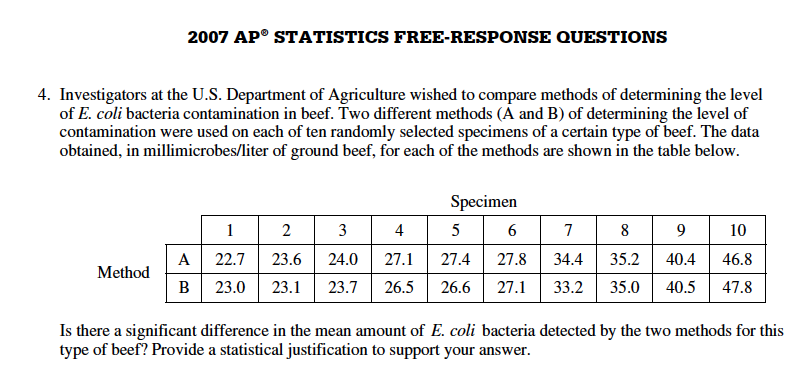 2007 AP® STATISTICS FREE-RESPONSE QUESTIONS
4. Investigators at the U.S. Department of Agriculture wished to compare methods of determining the level
of E. coli bacteria contamination in beef. Two different methods (A and B) of determining the level of
contamination were used on each of ten randomly selected specimens of a certain type of beef. The data
obtained, in millimicrobes/liter of ground beef, for each of the methods are shown in the table below.
Specimen
1 2 3 4 5 6 7 8 9 10
Method
A 22.7 23.6 24.0 27.1 27.4 27.8 34.4 35.2 40.4 46.8
B 23.0 23.1 23.7 26.5 26.6 27.1 33.2 35.0 40.5 47.8
Is there a significant difference in the mean amount of E. coli bacteria detected by the two methods for this
type of beef? Provide a statistical justification to support your answer.